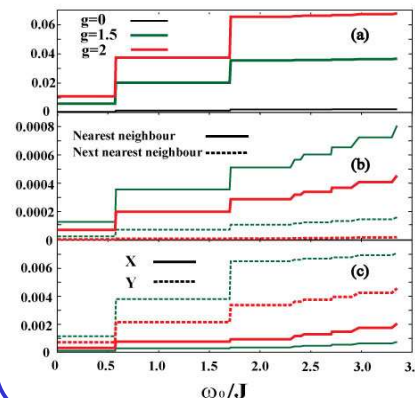 0.06
g=1
g=1.5
g=2
(a)
0.04
0.02
0
0.0008
Nearest neighbour
Next nearest neighbour
(b)
0.0006
0.0004
0.0002
0
0.006
X
Y
(c)
0.004
0.002
0
0.0 0.5 1.0 1.5 2.0 2.5 3.0 3.
ω₀/J